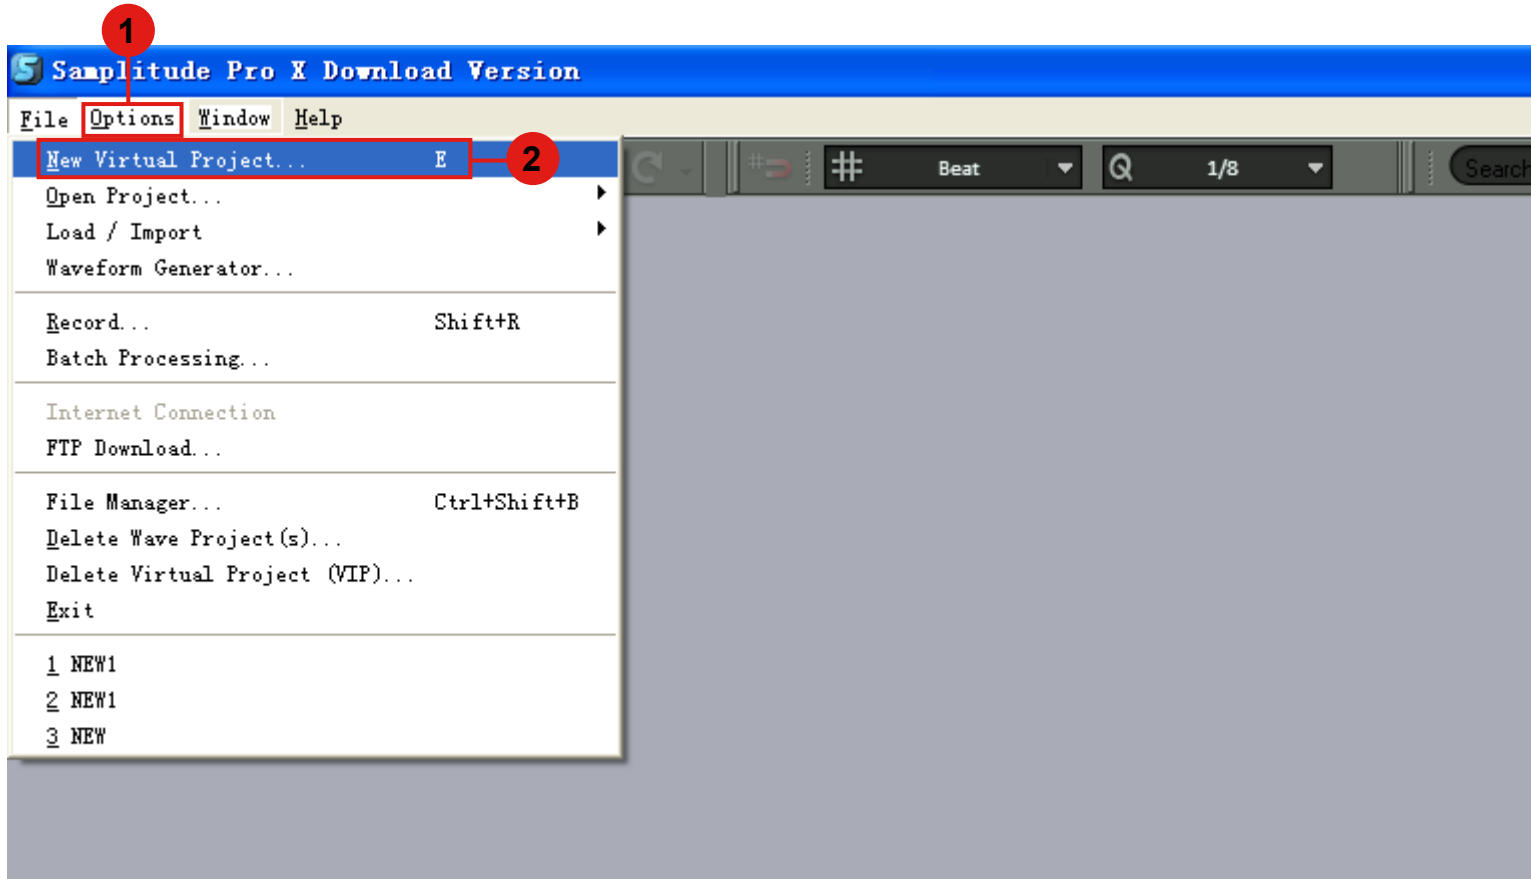 1
Samplitude Pro X Download Version
File Options Window Help
New Virtual Project... E
2
Beat
Q 1/8
Search
Open Project...
Load / Import
Waveform Generator...
Record... Shift+R
Batch Processing...
Internet Connection
FTP Download...
File Manager... Ctrl+Shift+B
Delete Wave Project(s)...
Delete Virtual Project (VIP)...
Exit
1 NEW1
2 NEW1
3 NEW